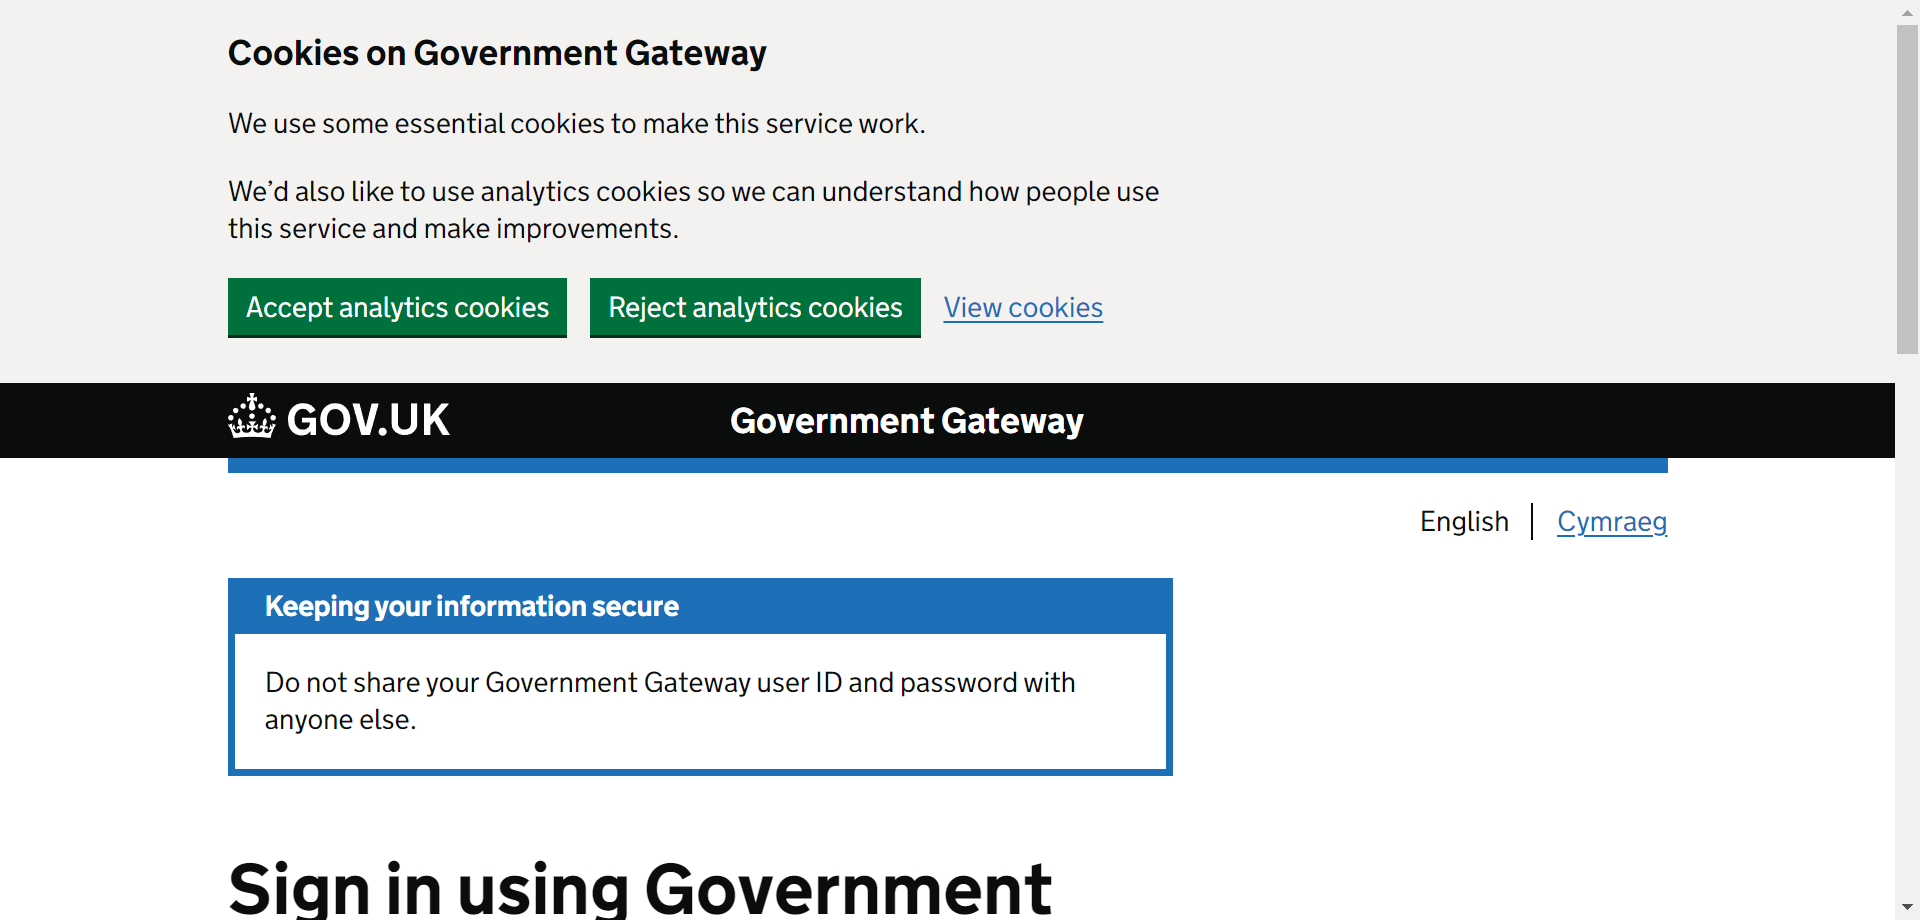 Cookies on Government Gateway
We use some essential cookies to make this service work.
We’d also like to use analytics cookies so we can understand how people use
this service and make improvements.
Accept analytics cookies
Reject analytics cookies
View cookies
GOV.UK
Government Gateway
English
Cymraeg
Keeping your information secure
Do not share your Government Gateway user ID and password with
anyone else.
Sign in using Government